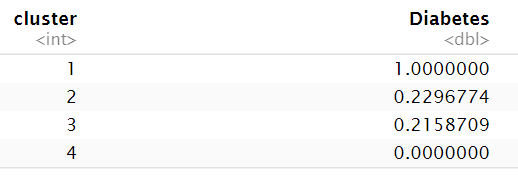 cluster Diabetes
<int> <dbl>
1 1.0000000
2 0.2296774
3 0.2158709
4 0.0000000